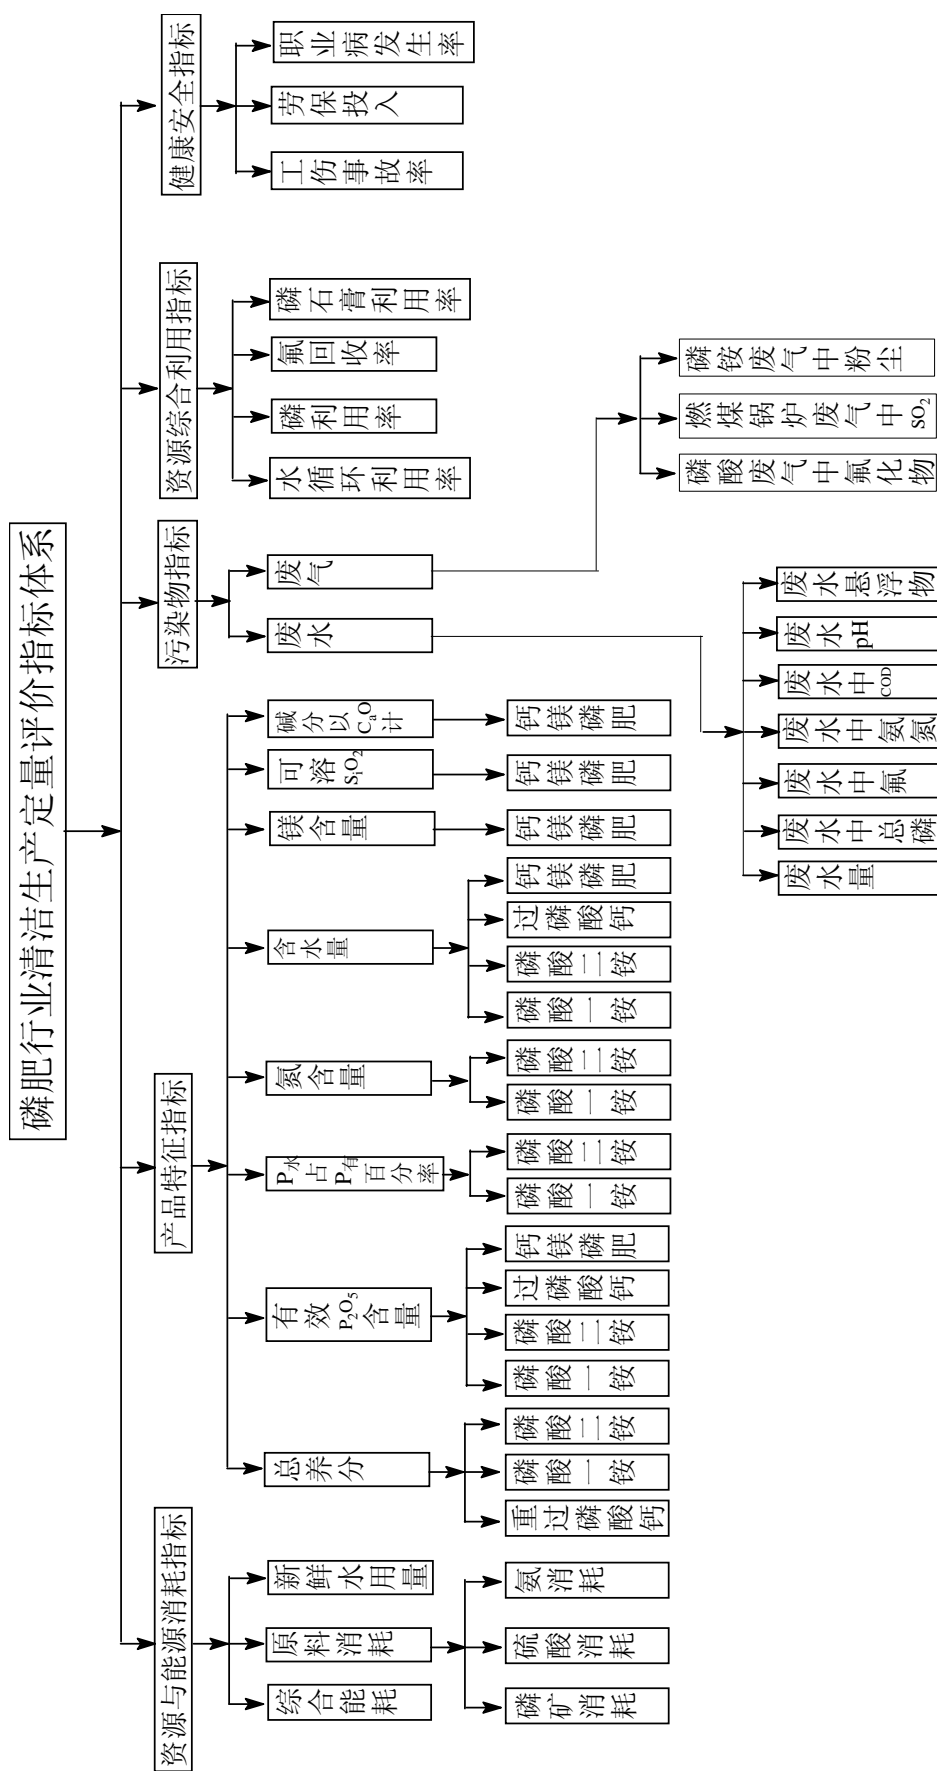 磷肥行业清洁生产定量评价指标体系
资源与能源消耗指标
产品特征指标
污染物指标
资源综合利用指标
健康安全指标
综合能耗
原料消耗
新鲜水用量
总养分
有效P₂O₅含量
P水占P有百分率
氮含量
含水量
镁含量
可溶SiO₂
碱分以CaO计
废水
废气
水循环利用率
磷利用率
氟回收率
磷石膏利用率
工伤事故率
劳保投入
职业病发生率
磷矿消耗
硫酸消耗
氨消耗
重过磷酸钙
磷酸一铵
磷酸二铵
磷酸一铵
磷酸二铵
过磷酸钙
钙镁磷肥
磷酸一铵
磷酸二铵
磷酸一铵
磷酸二铵
磷酸一铵
磷酸二铵
过磷酸钙
钙镁磷肥
钙镁磷肥
钙镁磷肥
钙镁磷肥
磷酸废气中氟化物
燃煤锅炉废气中SO₂
磷铵废气中粉尘
废水量
废水中总磷
废水中氟
废水中氨氮
废水中COD
废水pH
废水悬浮物